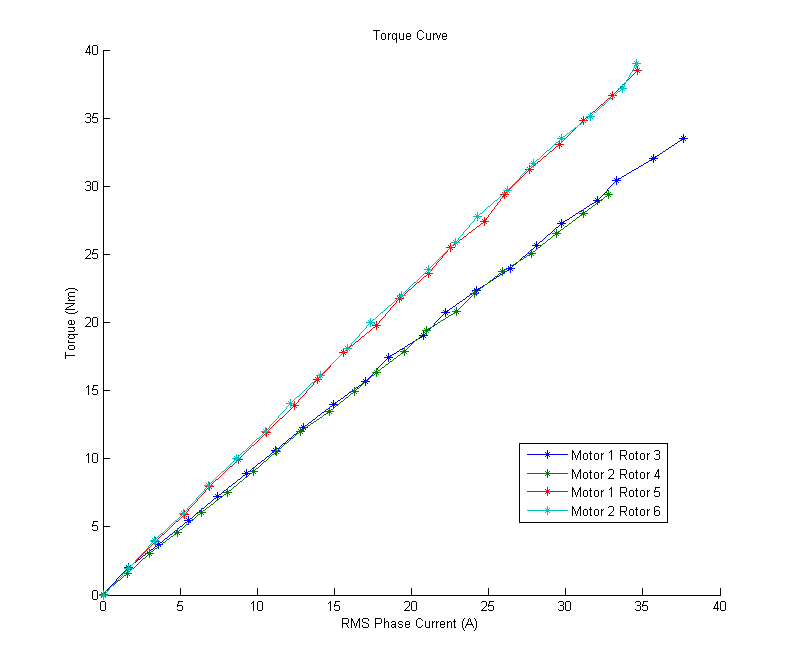 Torque Curve
40
35
30
25
20
15
10
5
0
Torque (Nm)
0 5 10 15 20 25 30 35 40
RMS Phase Current (A)
Motor 1 Rotor 3
Motor 2 Rotor 4
Motor 1 Rotor 5
Motor 2 Rotor 6